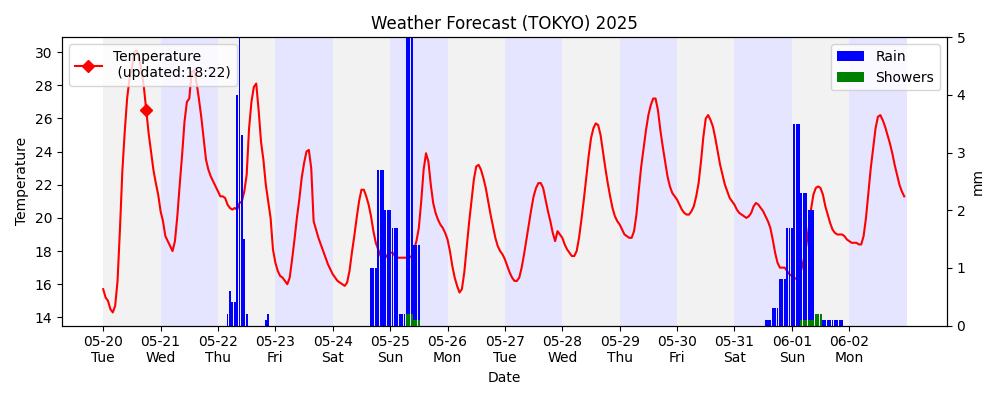 Weather Forecast (TOKYO) 2025
Temperature
(updated:18:22)
Rain
Showers
30
28
26
24
22
20
18
16
14
Temperature
5
4
3
2
1
0
mm
05-20 05-21 05-22 05-23 05-24 05-25 05-26 05-27 05-28 05-29 05-30 05-31 06-01 06-02
Tue Wed Thu Fri Sat Sun Mon Tue Wed Thu Fri Sat Sun Mon
Date